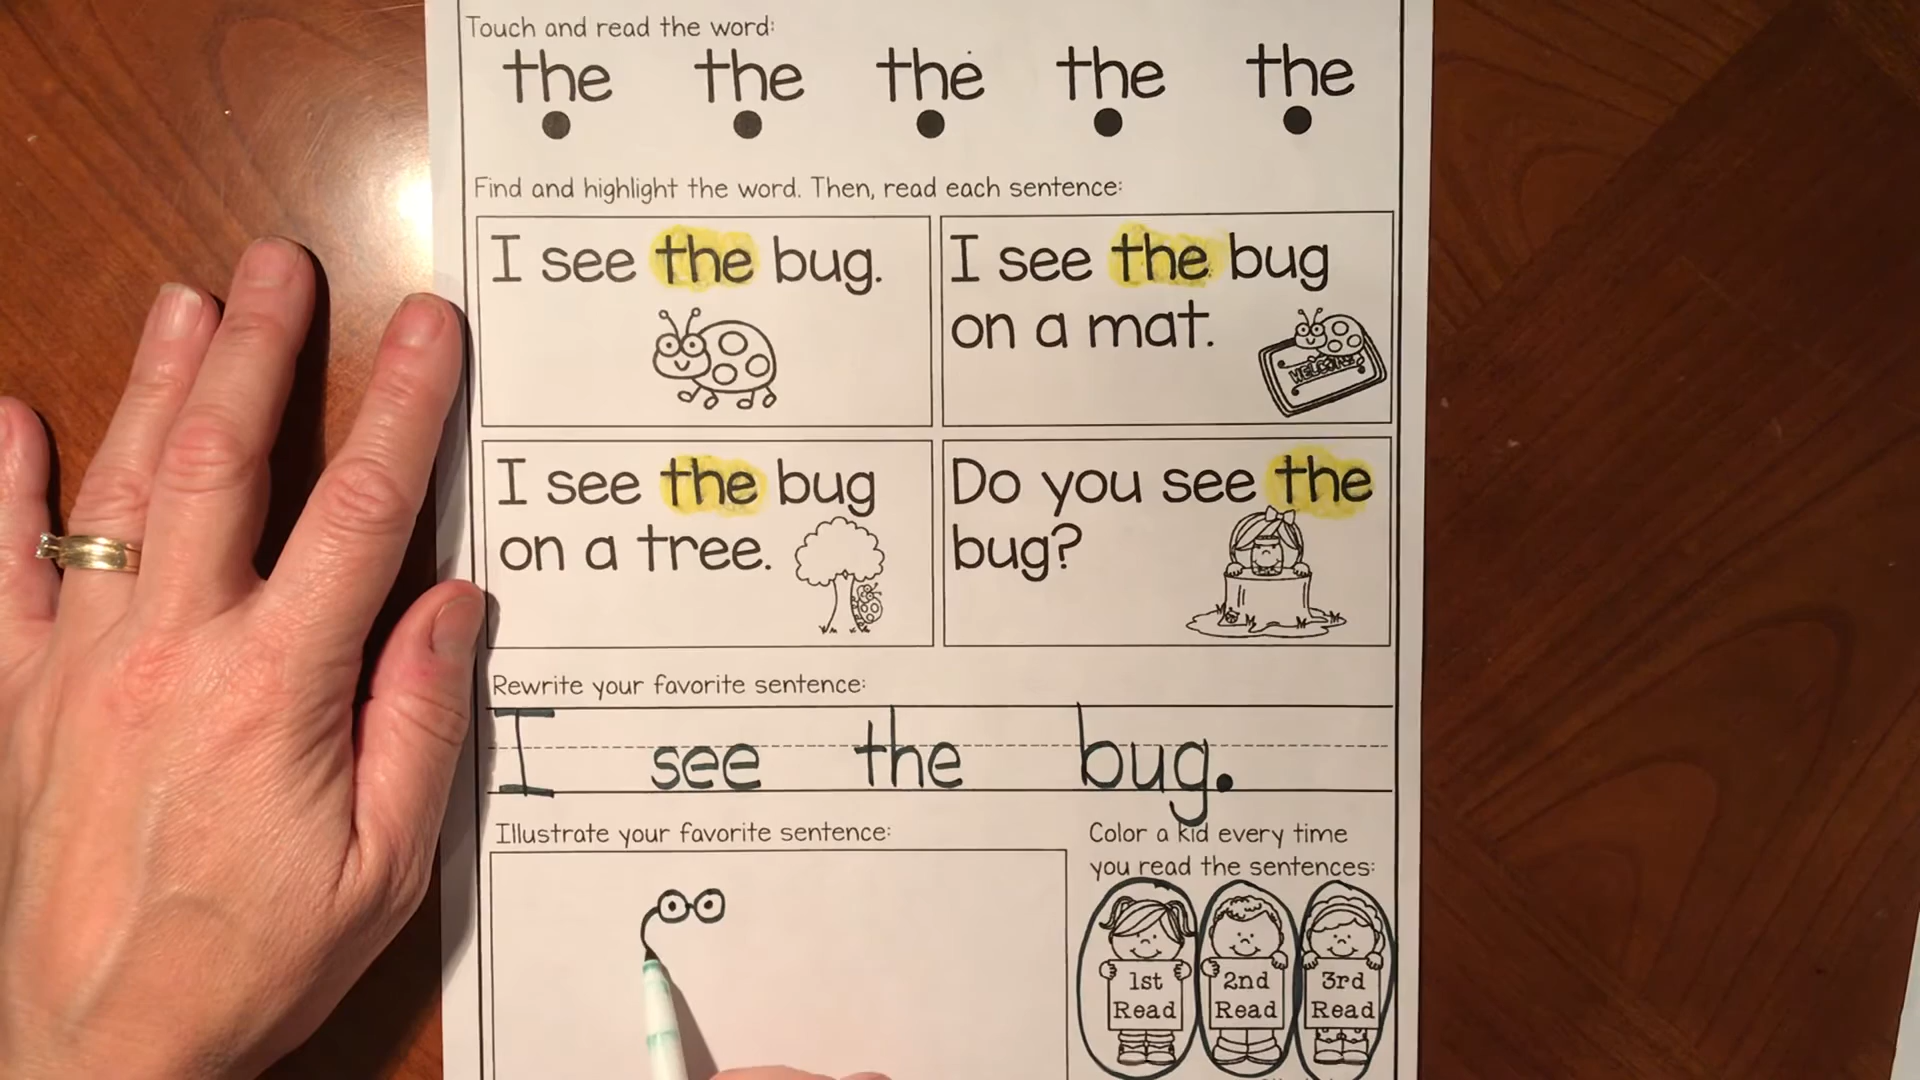 Touch and read the word:
the the the the the
Find and highlight the word. Then, read each sentence:
I see the bug.
I see the bug
on a mat.
WELCOME
I see the bug
on a tree.
Do you see the
bug?
Rewrite your favorite sentence:
I see the bug.
Illustrate your favorite sentence:
Color a kid every time
you read the sentences:
1st
Read
2nd
Read
3rd
Read